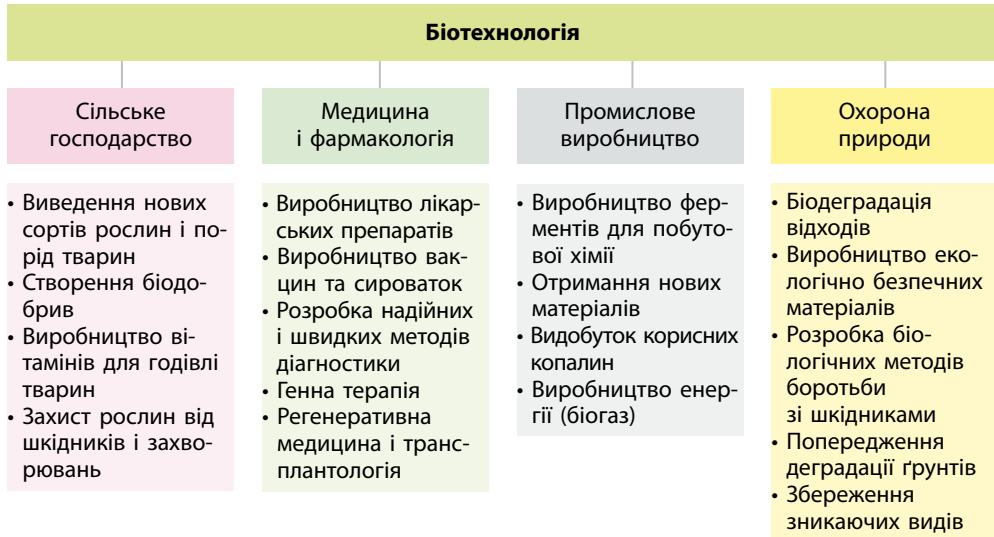 Біотехнологія
Сільське
господарство
• Виведення нових
сортів рослин і по-
рід тварин
• Створення біодо-
брив
• Виробництво ві-
тамінів для годівлі
тварин
• Захист рослин від
шкідників і захво-
рювань
Медицина
і фармакологія
• Виробництво лікар-
ських препаратів
• Виробництво вак-
цин та сироваток
• Розробка надійних
і швидких методів
діагностики
• Генна терапія
• Регенеративна
медицина і транс-
плантологія
Промислове
виробництво
• Виробництво фер-
ментів для побуто-
вої хімії
• Отримання нових
матеріалів
• Видобуток корисних
копалин
• Виробництво енер-
гії (біогаз)
Охорона
природи
• Біодеградація
відходів
• Виробництво еко-
логічно безпечних
матеріалів
• Розробка біо-
логічних методів
боротьби
зі шкідниками
• Попередження
деградації ґрунтів
• Збереження
зникаючих видів